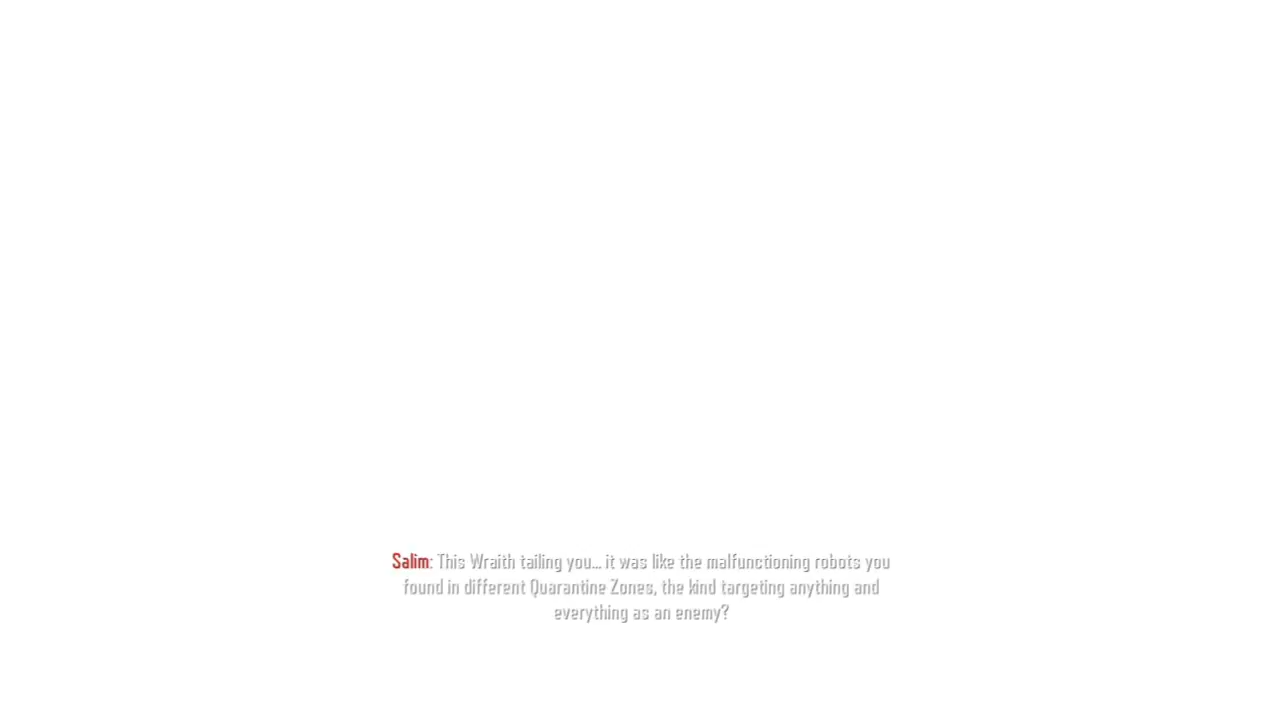 Salim: This Wraith tailing you... it was like the malfunctioning robots you
found in different Quarantine Zones, the kind targeting anything and
everything as an enemy?